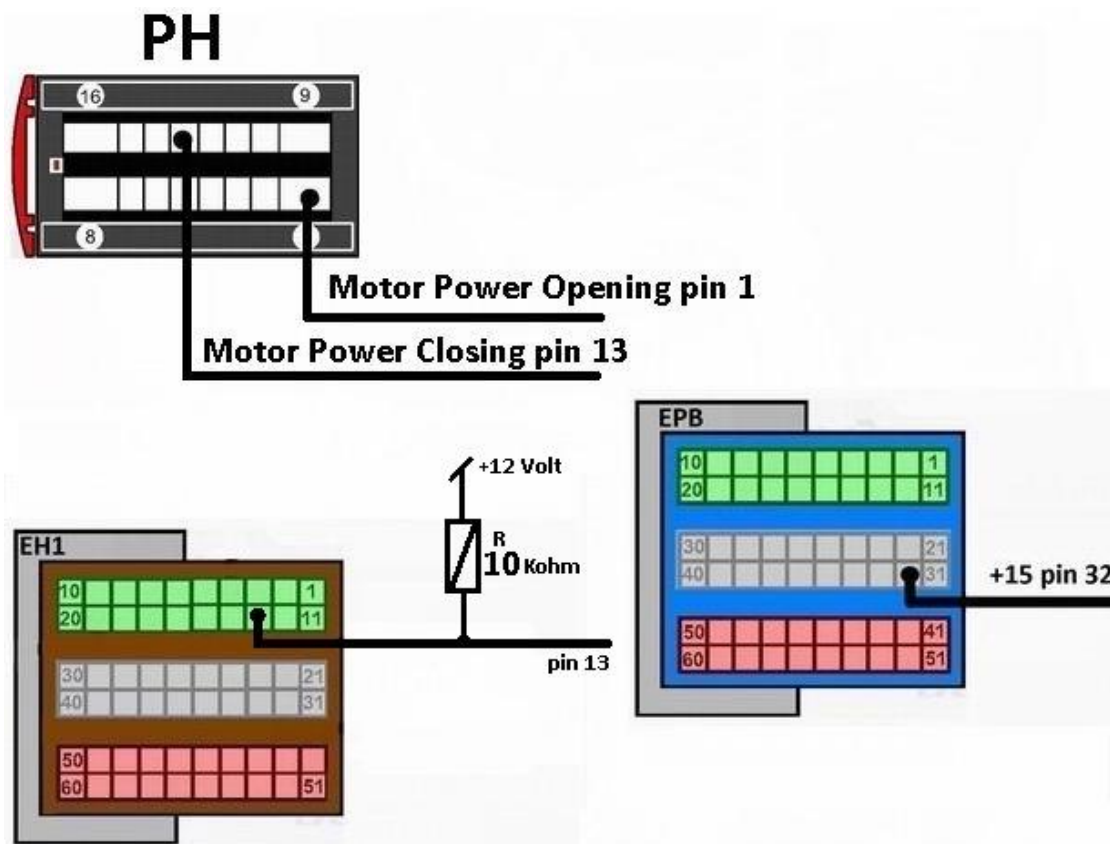 PH
16
9
8
Motor Power Opening pin 1
Motor Power Closing pin 13
EPB
10 1
20 11
30 21
40 31
50 41
60 51
+15 pin 32
+12 Volt
R
10 Kohm
EH1
10 1
20 11
30 21
40 31
50
60 51
pin 13